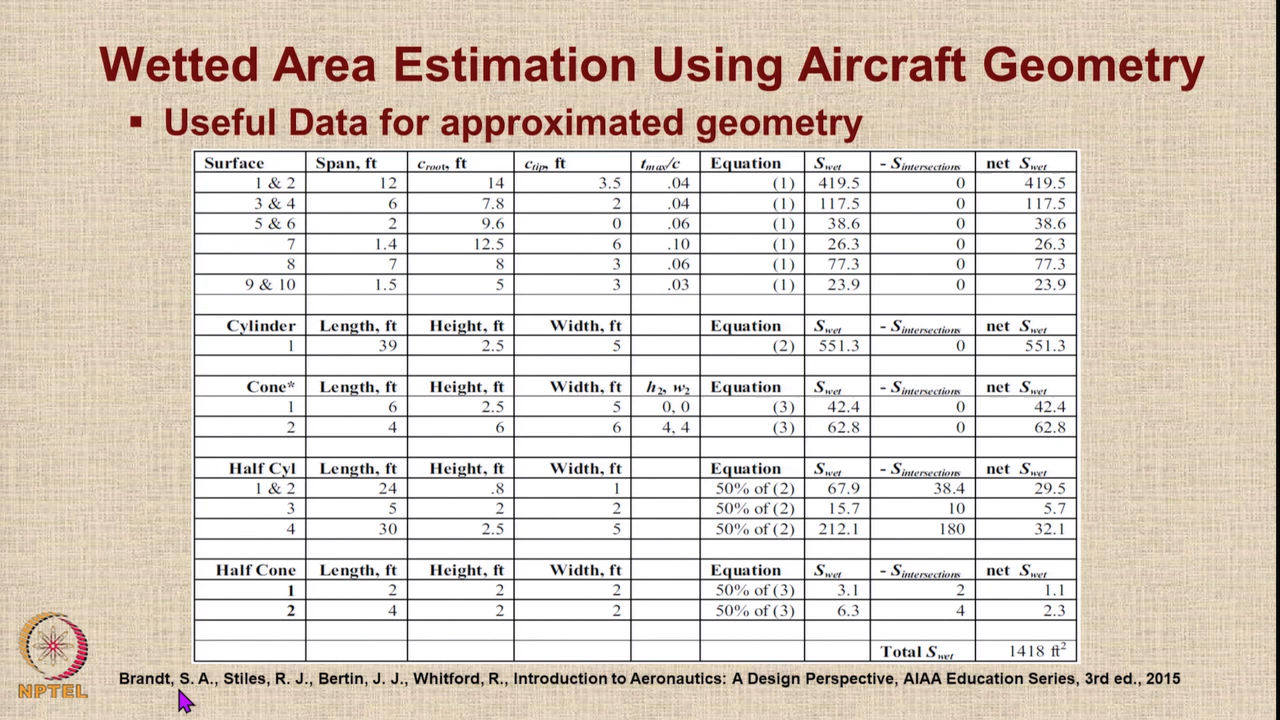 Wetted Area Estimation Using Aircraft Geometry
▪ Useful Data for approximated geometry
Surface Span, ft c_root, ft c_tip, ft t_max/c Equation S_wet - S_intersections net S_wet
1 & 2 12 14 3.5 .04 (1) 419.5 0 419.5
3 & 4 6 7.8 2 .04 (1) 117.5 0 117.5
5 & 6 2 9.6 0 .06 (1) 38.6 0 38.6
7 1.4 12.5 6 .10 (1) 26.3 0 26.3
8 7 8 3 .06 (1) 77.3 0 77.3
9 & 10 1.5 5 3 .03 (1) 23.9 0 23.9
Cylinder Length, ft Height, ft Width, ft Equation S_wet - S_intersections net S_wet
1 39 2.5 5 (2) 551.3 0 551.3
Cone* Length, ft Height, ft Width, ft h_2, w_2 Equation S_wet - S_intersections net S_wet
1 6 2.5 5 0, 0 (3) 42.4 0 42.4
2 4 6 6 4, 4 (3) 62.8 0 62.8
Half Cyl Length, ft Height, ft Width, ft Equation S_wet - S_intersections net S_wet
1 & 2 24 .8 1 50% of (2) 67.9 38.4 29.5
3 5 2 2 50% of (2) 15.7 10 5.7
4 30 2.5 5 50% of (2) 212.1 180 32.1
Half Cone Length, ft Height, ft Width, ft Equation S_wet - S_intersections net S_wet
1 2 2 2 50% of (3) 3.1 2 1.1
2 4 2 2 50% of (3) 6.3 4 2.3
Total S_wet 1418 ft²
Brandt, S. A., Stiles, R. J., Bertin, J. J., Whitford, R., Introduction to Aeronautics: A Design Perspective, AIAA Education Series, 3rd ed., 2015
NPTEL